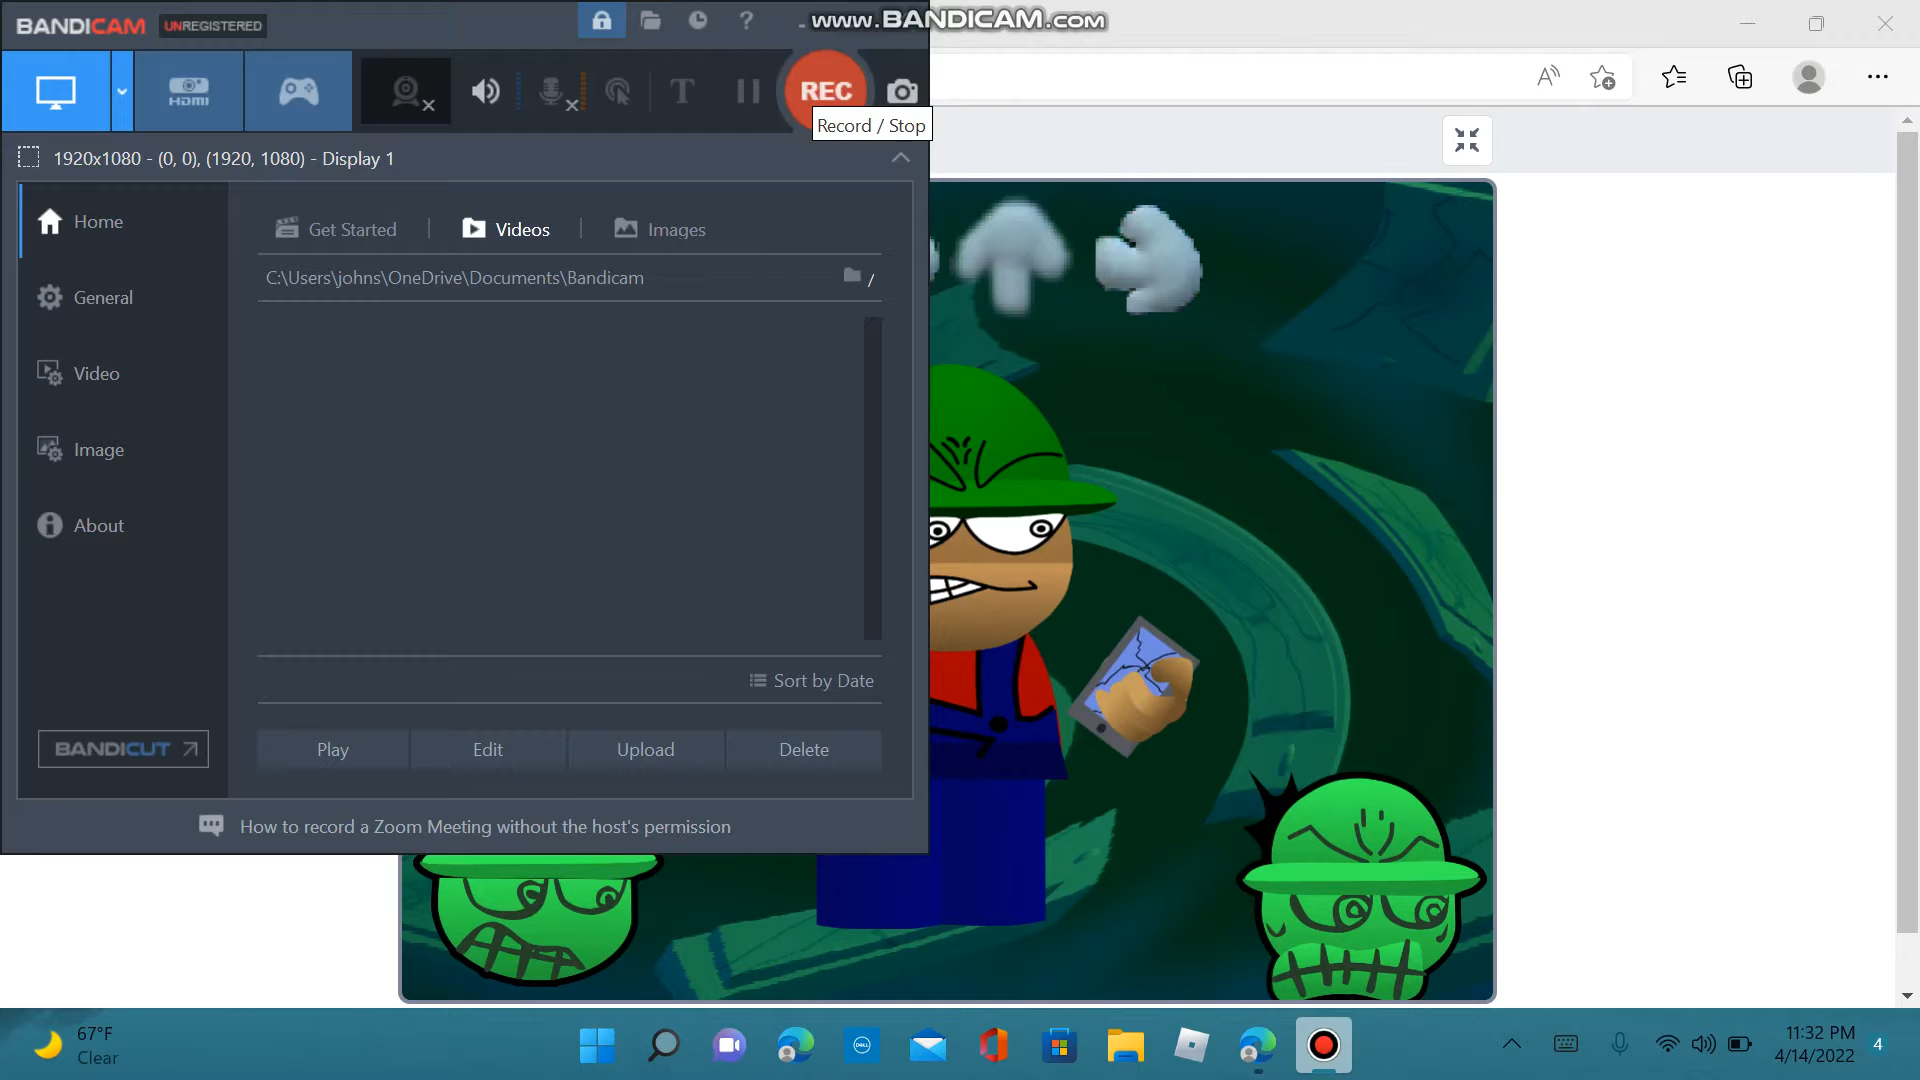 BANDICAM UNREGISTERED
?
www.BANDICAM.COM
HDMI
T
REC
Record / Stop
1920x1080 - (0, 0), (1920, 1080) - Display 1
Home
General
Video
Image
About
Get Started
Videos
Images
C:\Users\johns\OneDrive\Documents\Bandicam
/
Sort by Date
Play
Edit
Upload
Delete
BANDICUT
How to record a Zoom Meeting without the host's permission
67°F
Clear
DELL
11:32 PM
4/14/2022
4